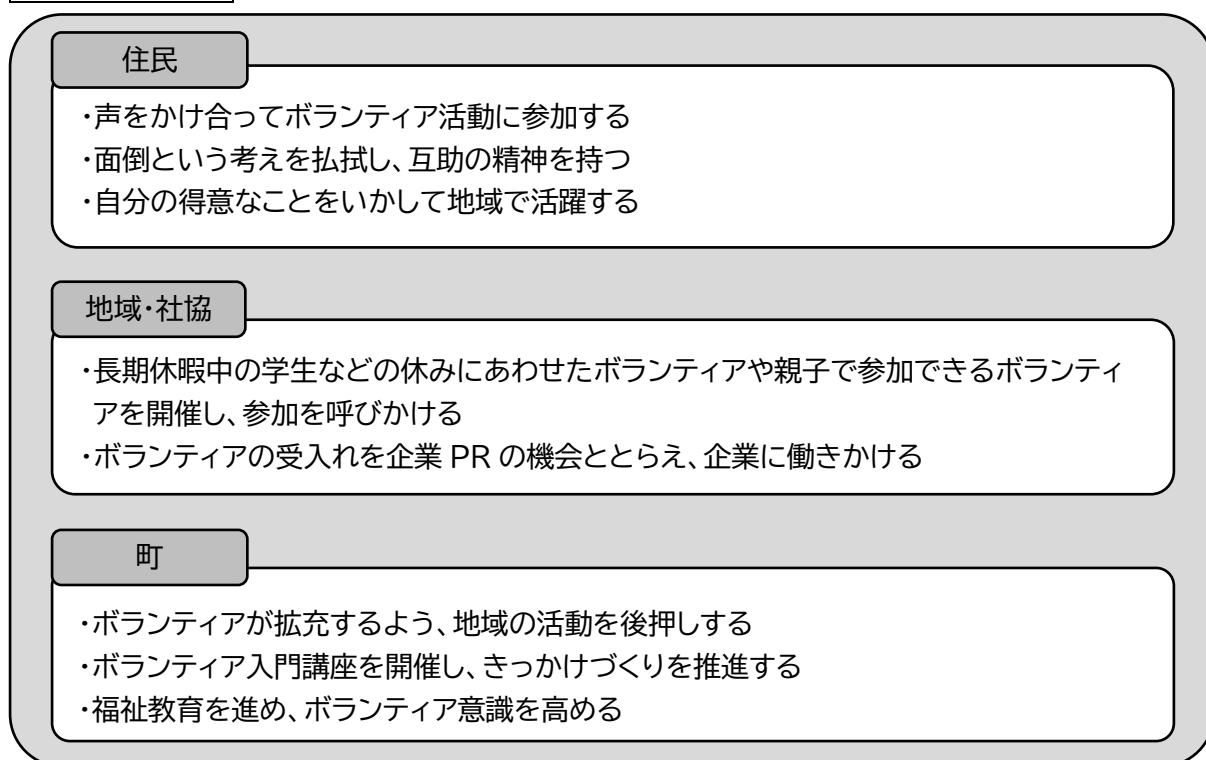 住民
・声をかけ合ってボランティア活動に参加する
・面倒という考えを払拭し、互助の精神を持つ
・自分の得意なことをいかして地域で活躍する
地域・社協
・長期休暇中の学生などの休みにあわせたボランティアや親子で参加できるボランティ
アを開催し、参加を呼びかける
・ボランティアの受入れを企業 PR の機会ととらえ、企業に働きかける
町
・ボランティアが拡充するよう、地域の活動を後押しする
・ボランティア入門講座を開催し、きっかけづくりを推進する
・福祉教育を進め、ボランティア意識を高める